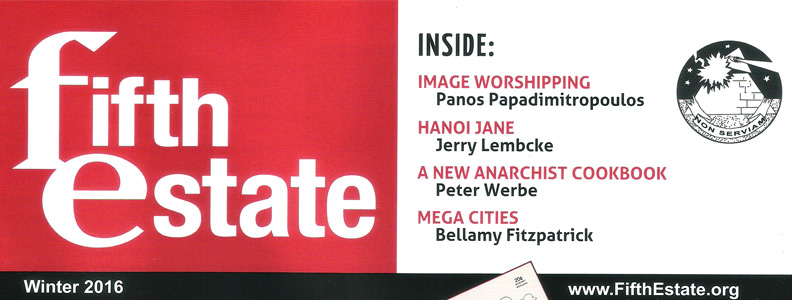 Fifth
Estate
INSIDE:
IMAGE WORSHIPPING
Panos Papadimitropoulos
HANOI JANE
Jerry Lembcke
A NEW ANARCHIST COOKBOOK
Peter Werbe
MEGA CITIES
Bellamy Fitzpatrick
NON SERVIAM
Winter 2016
www.FifthEstate.org